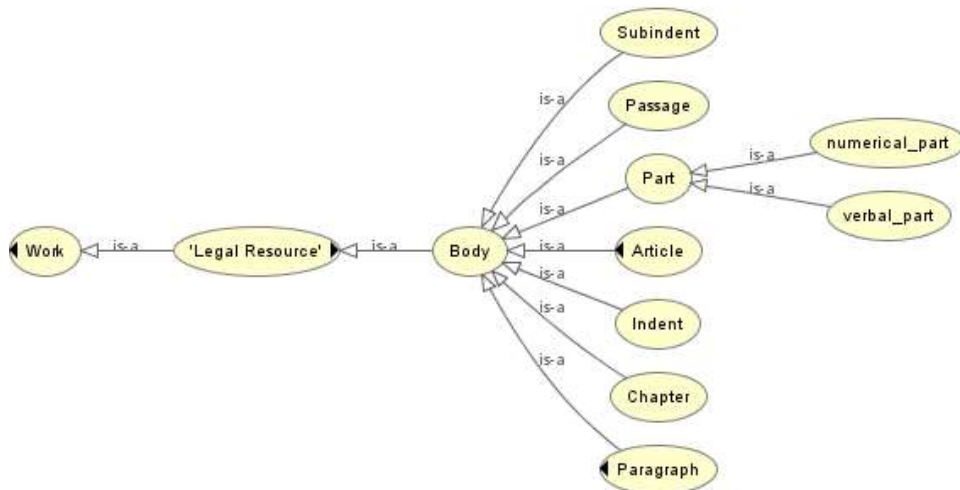 Subindent
is-a
Passage
is-a
numerical_part
is-a
Part
is-a
is-a
is-a
verbal_part
Work
is-a
'Legal Resource'
is-a
Body
is-a
Article
is-a
Indent
is-a
Chapter
is-a
Paragraph